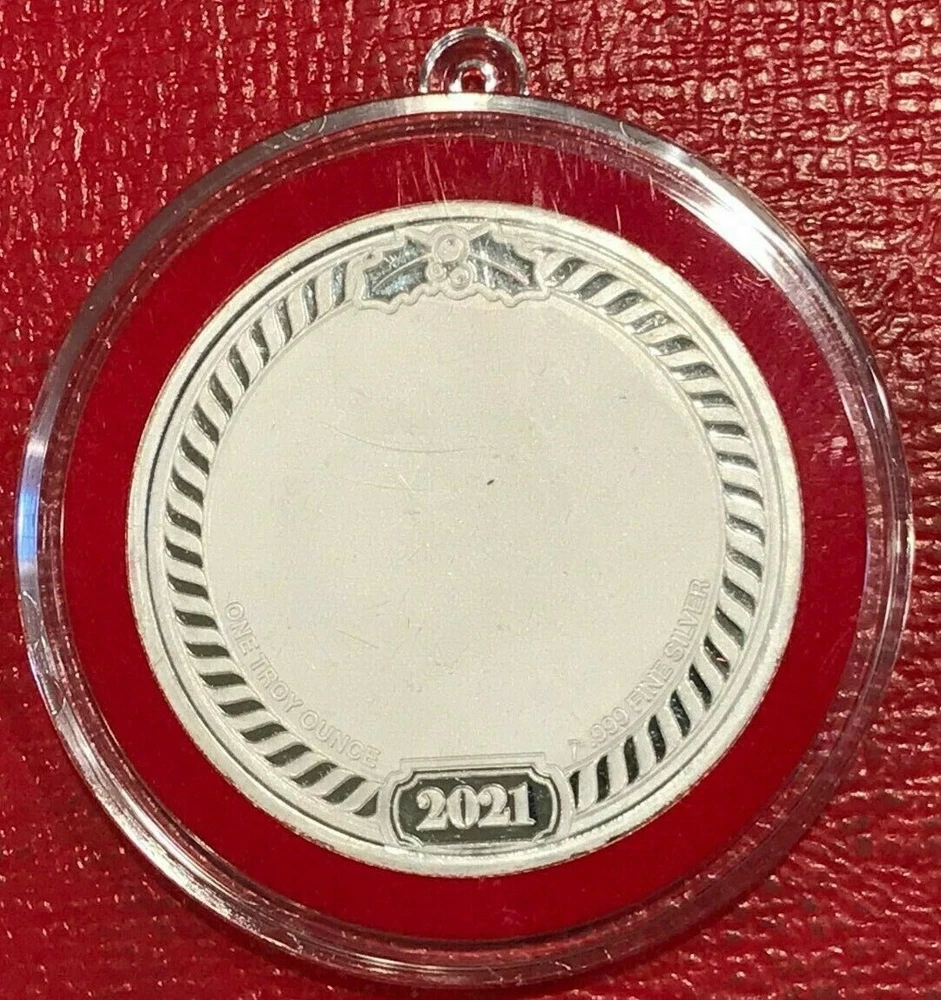 ONE TROY OUNCE
.999 FINE SILVER
2021